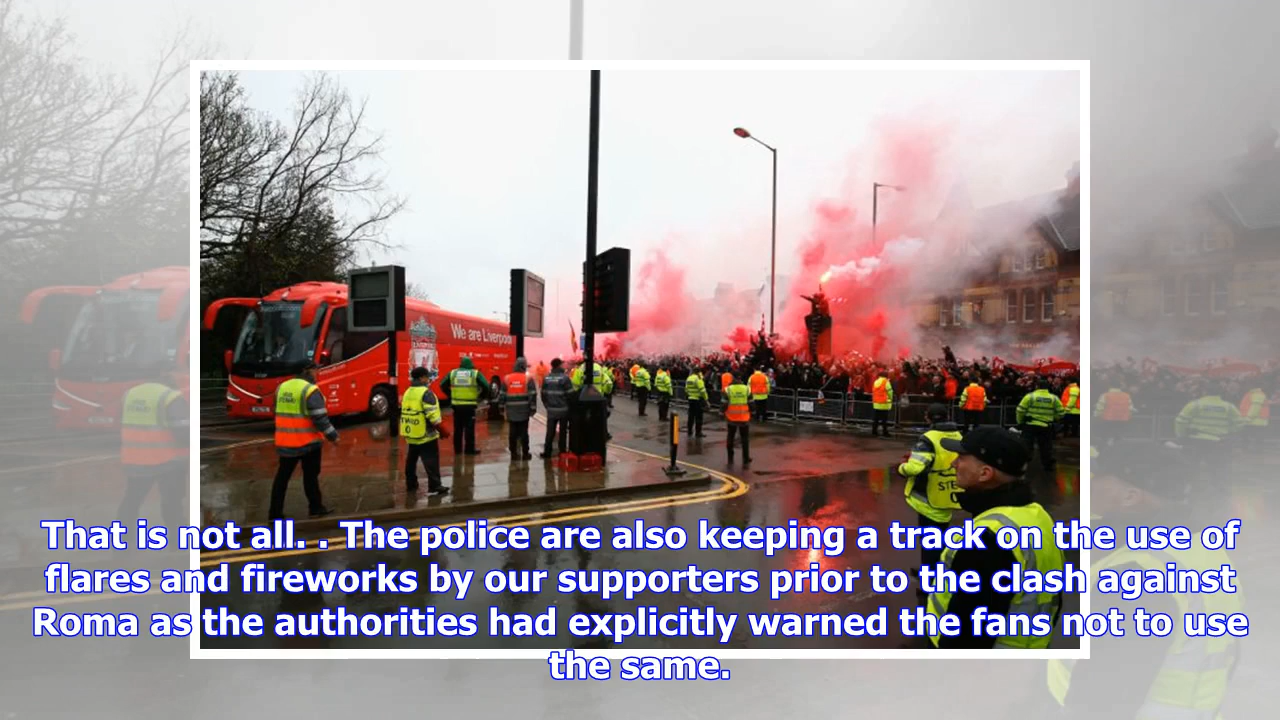 We are Liverpool
STEWARD
STE
That is not all. . The police are also keeping a track on the use of
flares and fireworks by our supporters prior to the clash against
Roma as the authorities had explicitly warned the fans not to use
the same.